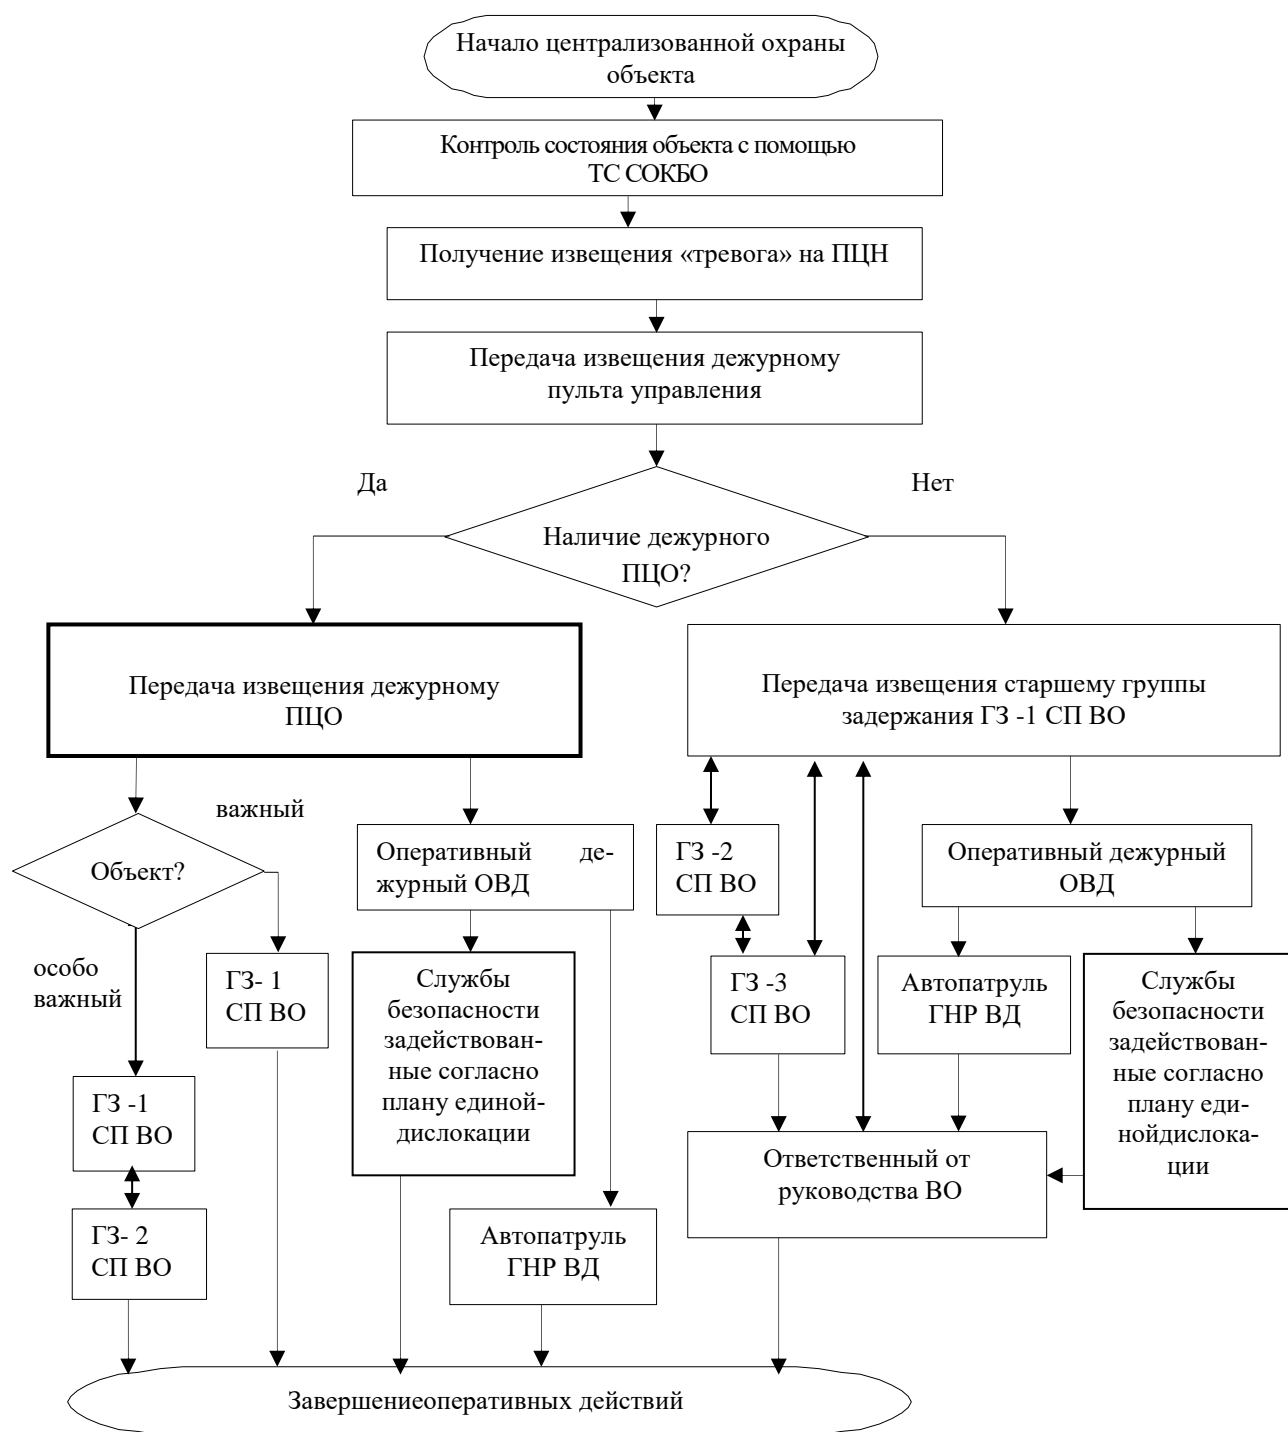 Начало централизованной охраны
объекта
Контроль состояния объекта с помощью
ТС СОКБО
Получение извещения «тревога» на ПЦН
Передача извещения дежурному
пульта управления
Да
Нет
Наличие дежурного
ПЦО?
Передача извещения дежурному
ПЦО
Передача извещения старшему группы
задержания ГЗ -1 СП ВО
важный
Объект?
особо
важный
Оперативный де-
журный ОВД
ГЗ -2
СП ВО
Оперативный дежурный
ОВД
ГЗ- 1
СП ВО
Службы
безопасности
задействован-
ные согласно
плану единой-
дислокации
ГЗ -3
СП ВО
Автопатруль
ГНР ВД
Службы
безопасности
задействован-
ные согласно
плану еди-
нойдислока-
ции
ГЗ -1
СП ВО
Ответственный от
руководства ВО
ГЗ- 2
СП ВО
Автопатруль
ГНР ВД
Завершениеоперативных действий